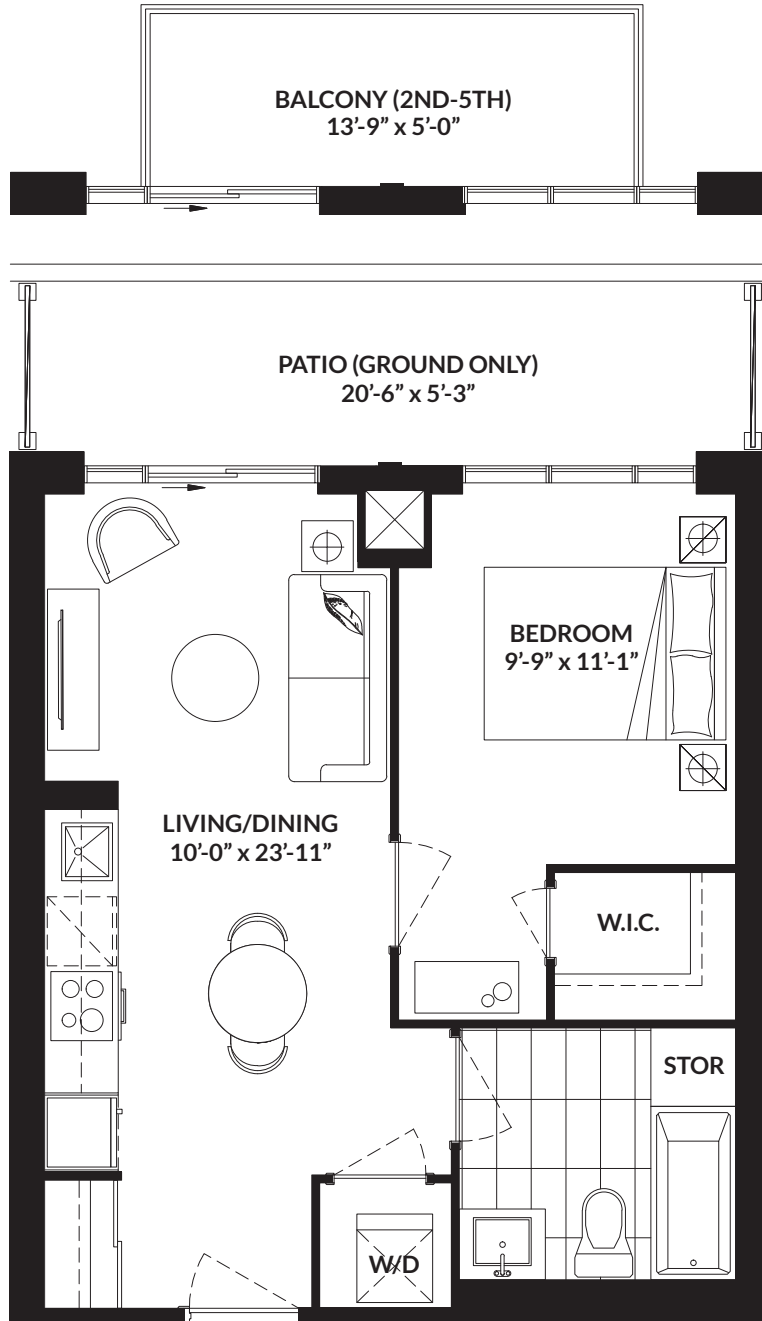 BALCONY (2ND-5TH)
13’-9” x 5’-0”
PATIO (GROUND ONLY)
20’-6” x 5’-3”
BEDROOM
9’-9” x 11’-1”
LIVING/DINING
10’-0” x 23’-11”
W.I.C.
STOR
W/D